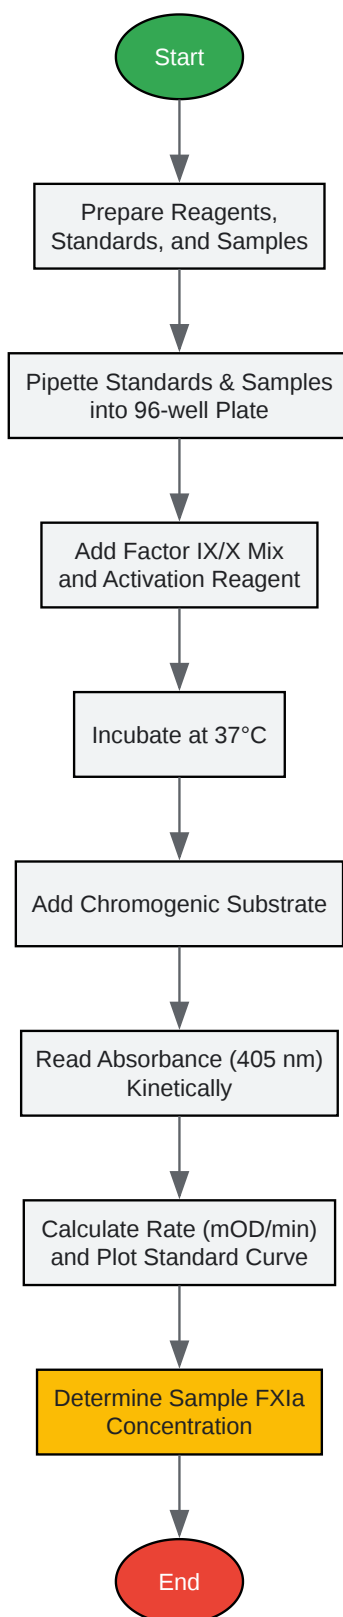 Start
Prepare Reagents,
Standards, and Samples
Pipette Standards & Samples
into 96-well Plate
Add Factor IX/X Mix
and Activation Reagent
Incubate at 37°C
Add Chromogenic Substrate
Read Absorbance (405 nm)
Kinetically
Calculate Rate (mOD/min)
and Plot Standard Curve
Determine Sample FXIa
Concentration
End